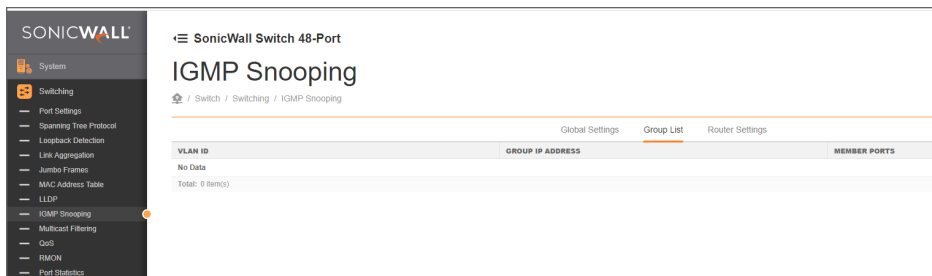 SONICWALL
System
Switching
Port Settings
Spanning Tree Protocol
Loopback Detection
Link Aggregation
Jumbo Frames
MAC Address Table
LLDP
IGMP Snooping
Multicast Filtering
QoS
RMON
Port Statistics
SonicWall Switch 48-Port
IGMP Snooping
/ Switch / Switching / IGMP Snooping
Global Settings Group List Router Settings
VLAN ID GROUP IP ADDRESS MEMBER PORTS
No Data
Total: 0 item(s)